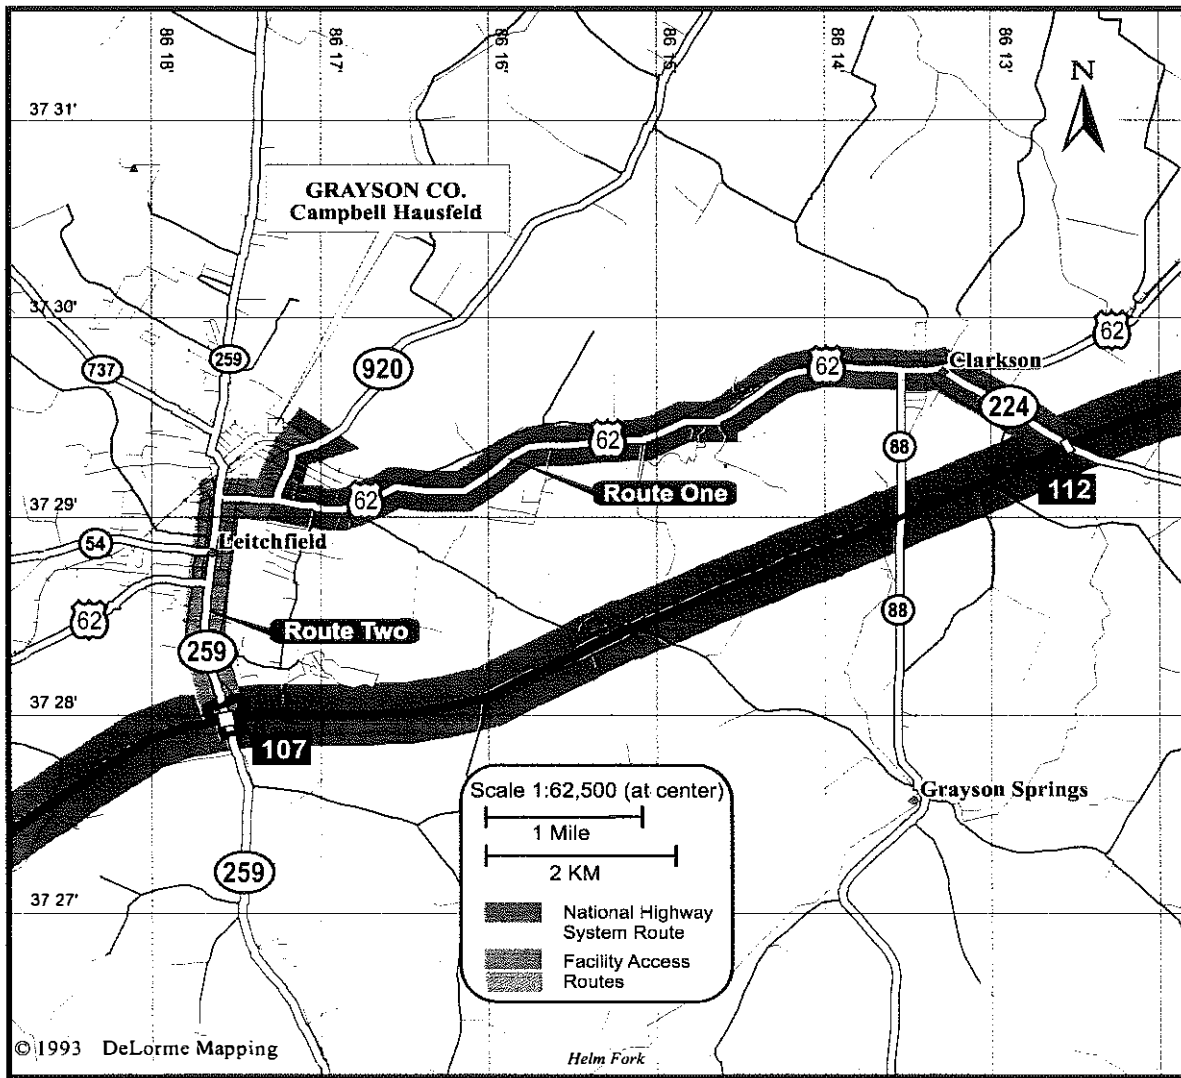 86 18'
86 17'
86 16'
86 15'
86 14'
86 13'
N
37 31'
GRAYSON CO.
Campbell Hausfeld
37 30'
62
737
259
920
62
Clarkson
224
62
88
Route One
112
62
37 29'
54
Leitchfield
62
88
Route Two
259
37 28'
107
Scale 1:62,500 (at center)
1 Mile
2 KM
National Highway
System Route
Facility Access
Routes
Grayson Springs
259
37 27'
© 1993 DeLorme Mapping
Helm Fork